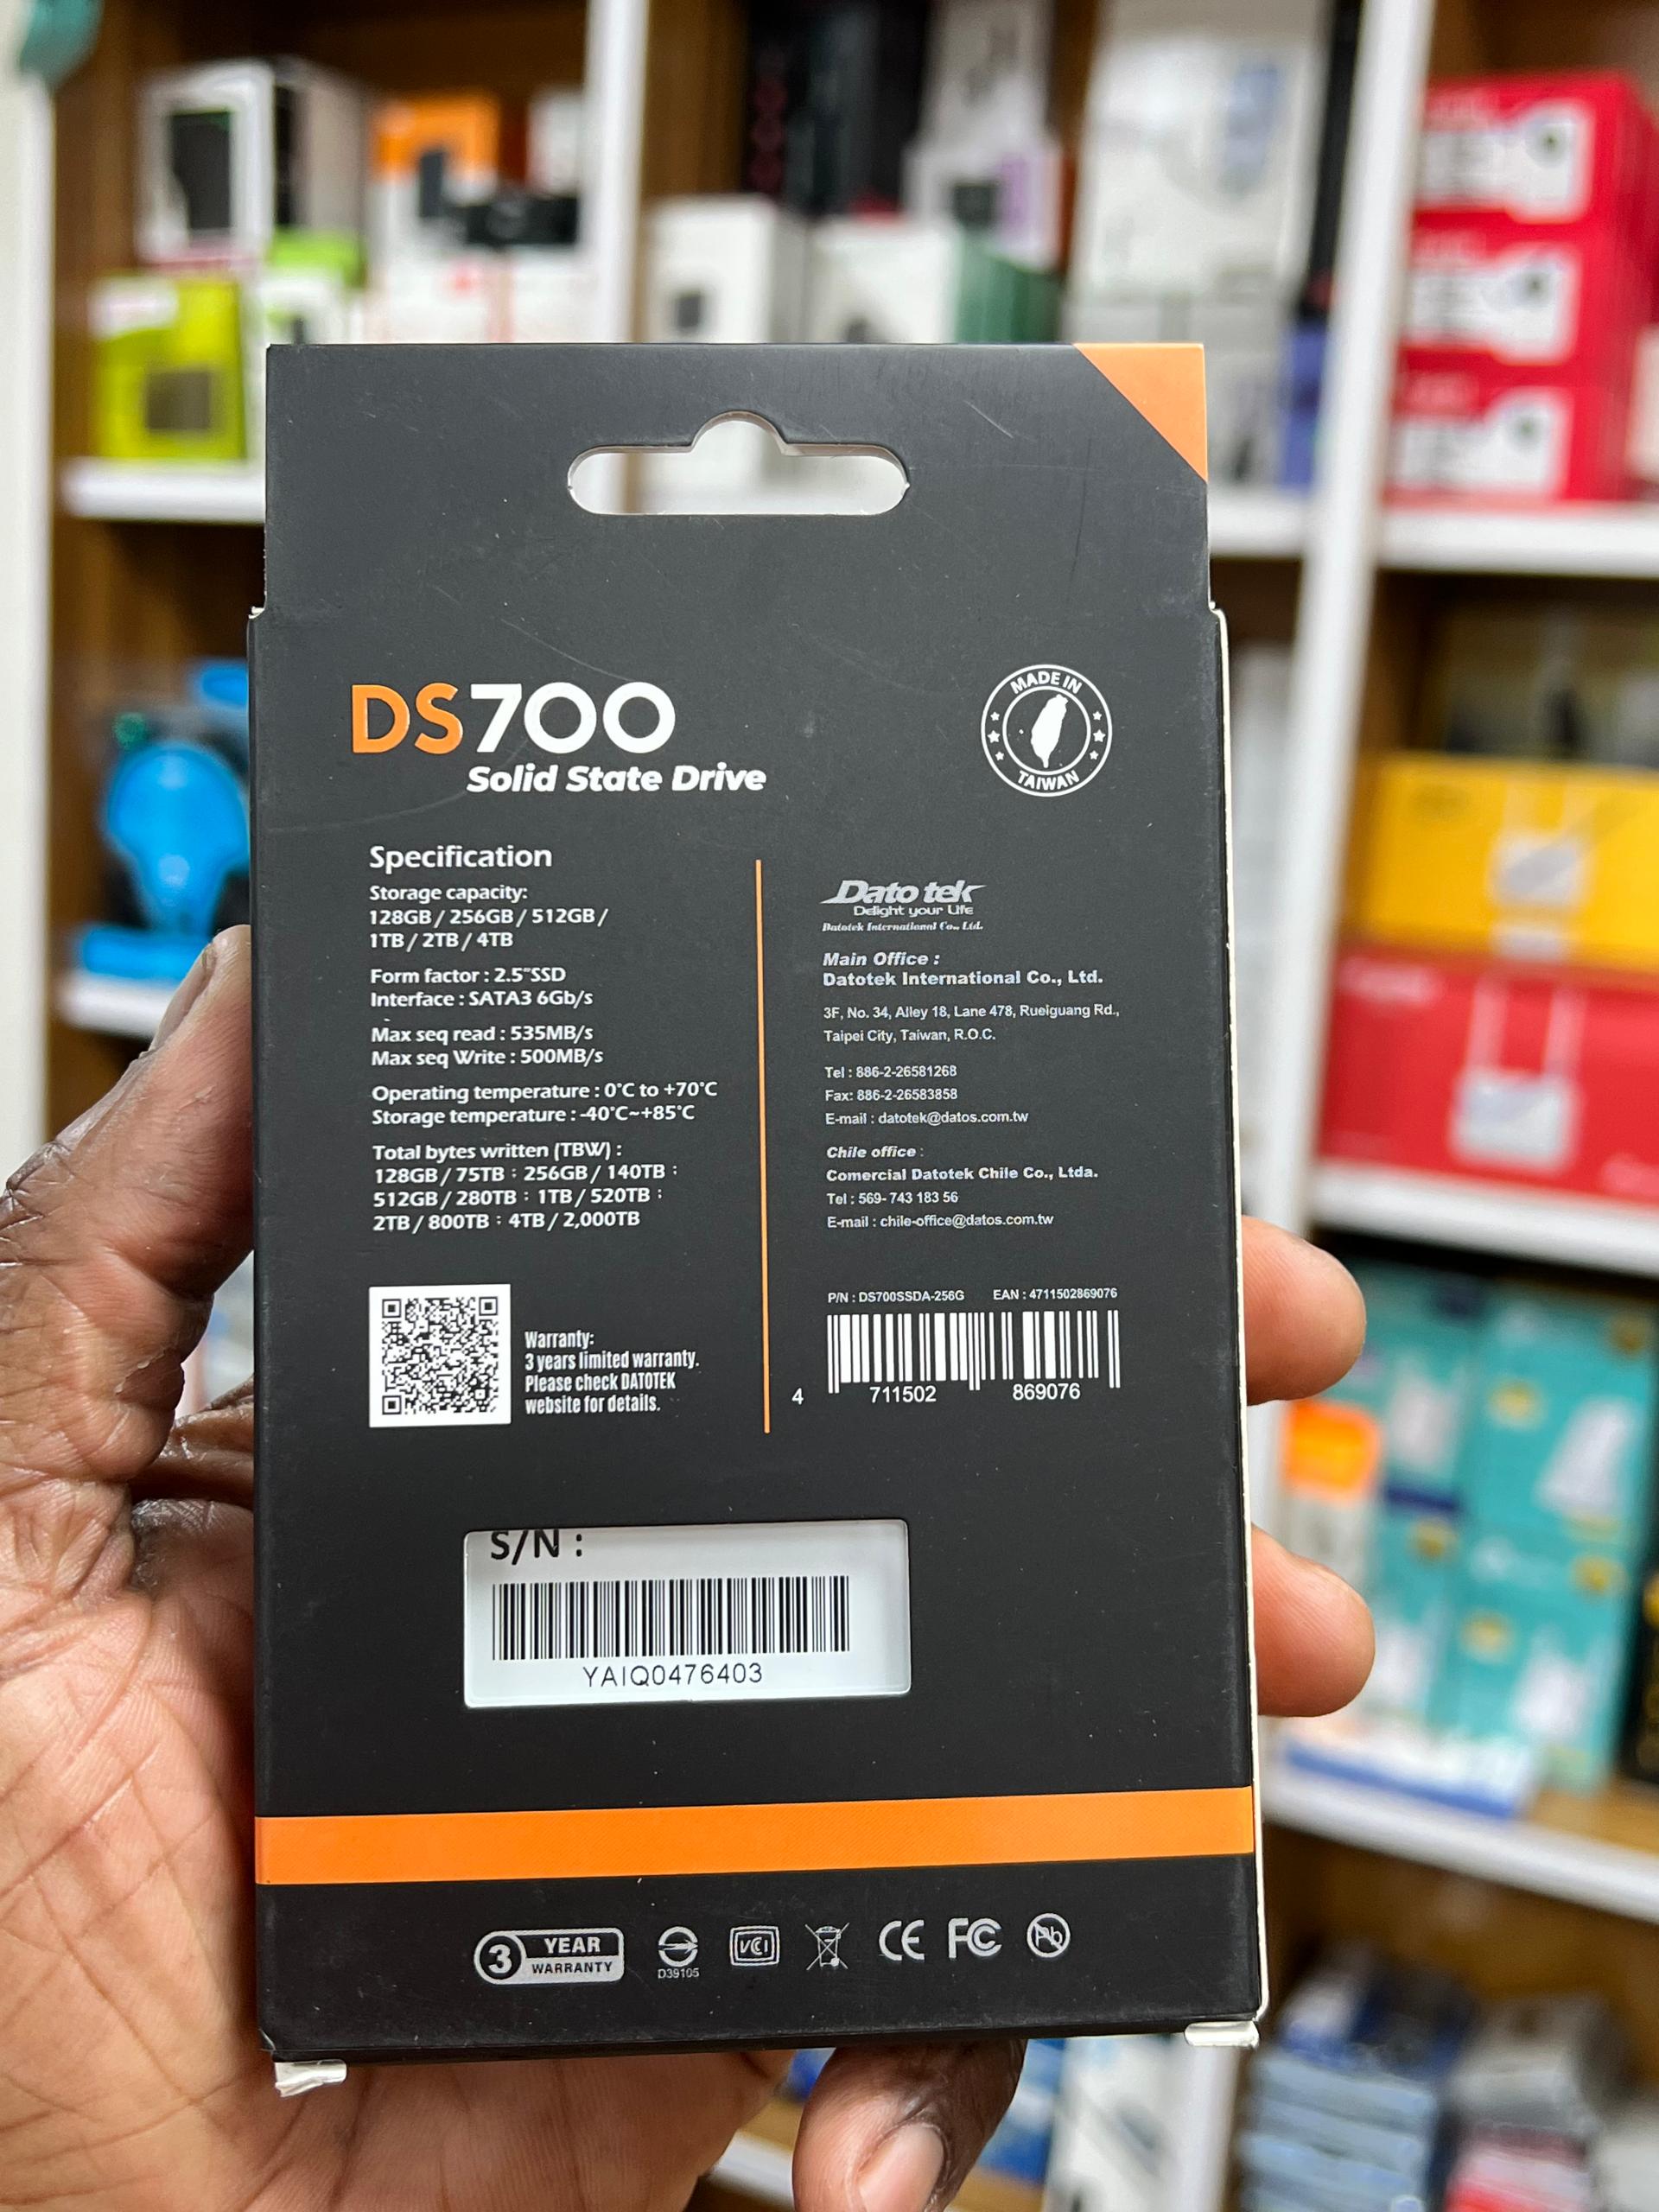 DS700
Solid State Drive
MADE IN
TAIWAN
Specification
Storage capacity:
128GB / 256GB / 512GB /
1TB / 2TB / 4TB
Form factor : 2.5"SSD
Interface : SATA3 6Gb/s
Max seq read : 535MB/s
Max seq Write : 500MB/s
Operating temperature : 0°C to +70°C
Storage temperature : -40°C~+85°C
Total bytes written (TBW) :
128GB / 75TB : 256GB / 140TB :
512GB / 280TB : 1TB / 520TB :
2TB / 800TB : 4TB / 2,000TB
Warranty:
3 years limited warranty.
Please check DATOTEK
website for details.
Dato tek
Delight your Life
Datotek International Co., Ltd.
Main Office :
Datotek International Co., Ltd.
3F, No. 34, Alley 18, Lane 478, Rueiguang Rd.,
Taipei City, Taiwan, R.O.C.
Tel : 886-2-26581268
Fax: 886-2-26583858
E-mail : datotek@datos.com.tw
Chile office :
Comercial Datotek Chile Co., Ltda.
Tel : 569- 743 183 56
E-mail : chile-office@datos.com.tw
P/N : DS700SSDA-256G EAN : 4711502869076
4 711502 869076
S/N :
YAIQ0476403
3 YEAR
WARRANTY
D39105
VCI
CE
FC
Pb